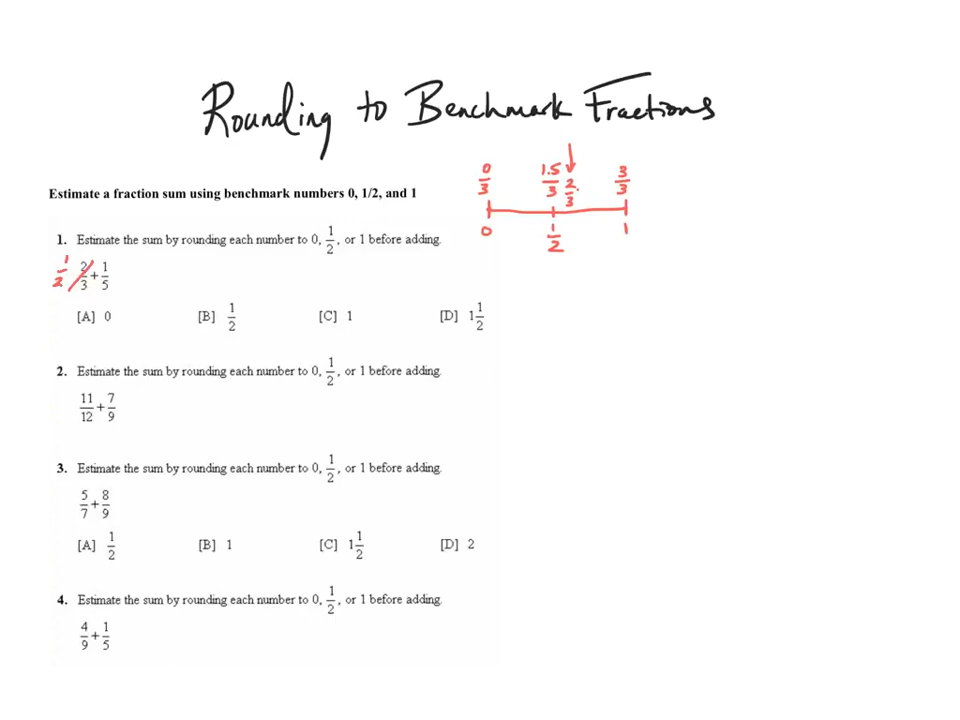 Rounding to Benchmark Fractions
Estimate a fraction sum using benchmark numbers 0, 1/2, and 1
0/3 1.5/3 2/3 3/3
0 1/2 1
1. Estimate the sum by rounding each number to 0, 1/2, or 1 before adding.
1/2 2/3 + 1/5
[A] 0 [B] 1/2 [C] 1 [D] 1 1/2
2. Estimate the sum by rounding each number to 0, 1/2, or 1 before adding.
11/12 + 7/9
3. Estimate the sum by rounding each number to 0, 1/2, or 1 before adding.
5/7 + 8/9
[A] 1/2 [B] 1 [C] 1 1/2 [D] 2
4. Estimate the sum by rounding each number to 0, 1/2, or 1 before adding.
4/9 + 1/5